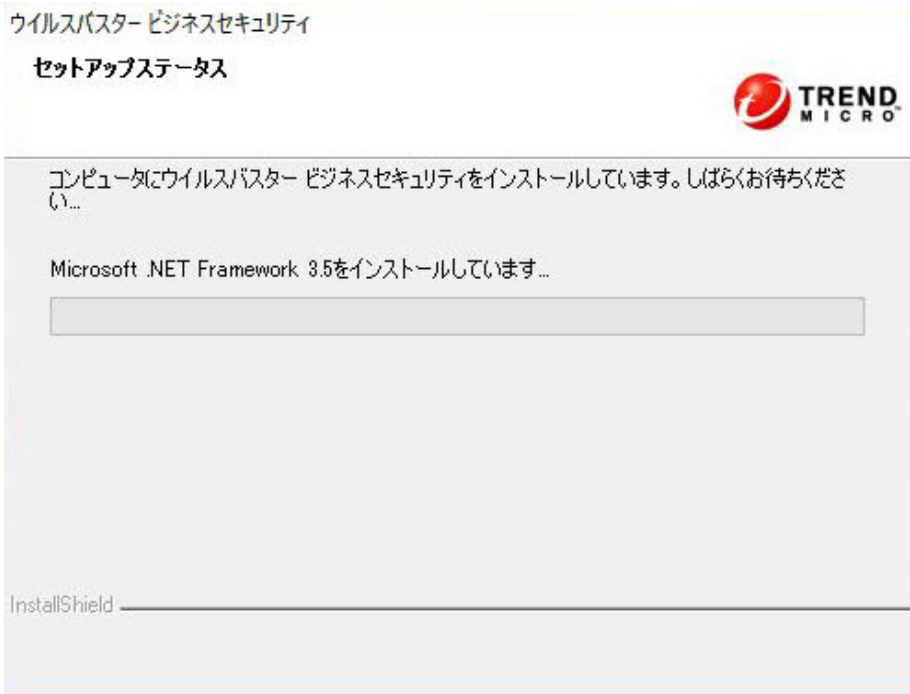 ウイルスバスター ビジネスセキュリティ
セットアップステータス
TREND
MICRO
コンピュータにウイルスバスター ビジネスセキュリティをインストールしています。しばらくお待ちくださ
い...
Microsoft .NET Framework 3.5をインストールしています...
InstallShield